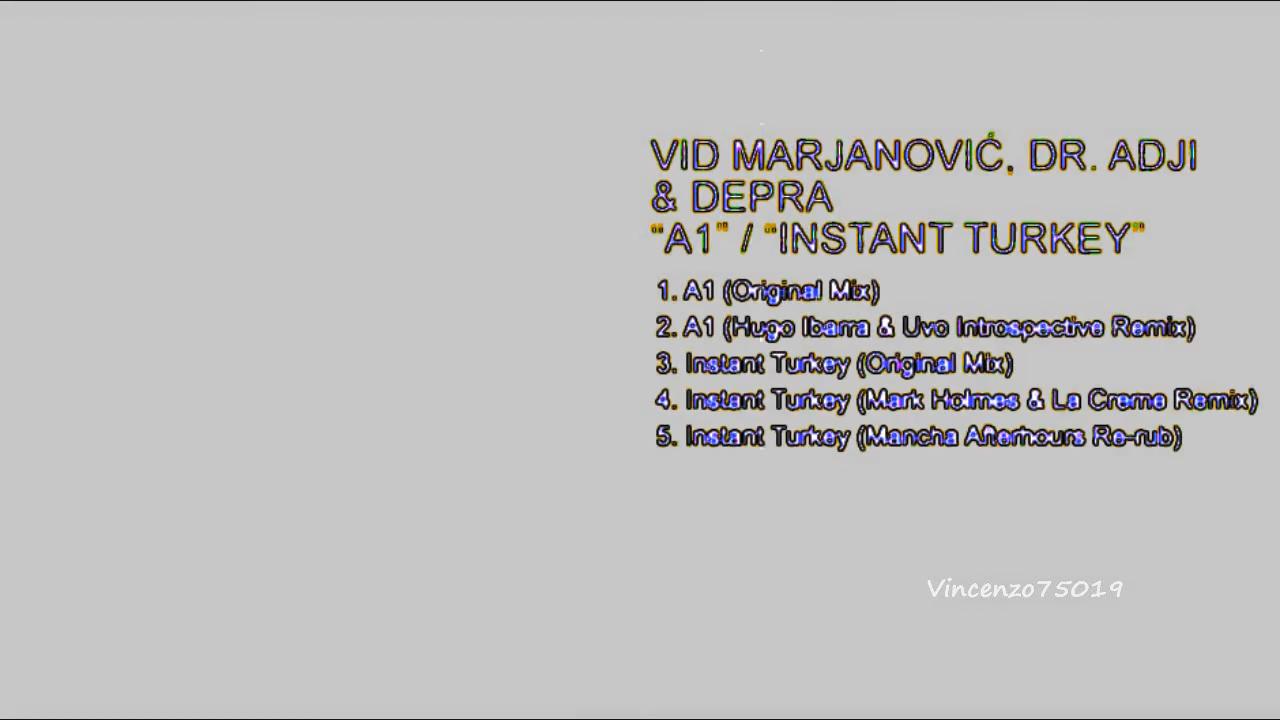 VID MARJANOVIĆ, DR. ADJI
& DEPRA
“A1” / “INSTANT TURKEY”
1. A1 (Original Mix)
2. A1 (Hugo Ibarra & Uvo Introspective Remix)
3. Instant Turkey (Original Mix)
4. Instant Turkey (Mark Holmes & La Creme Remix)
5. Instant Turkey (Mancha Afterhours Re-rub)
Vincenzo75019